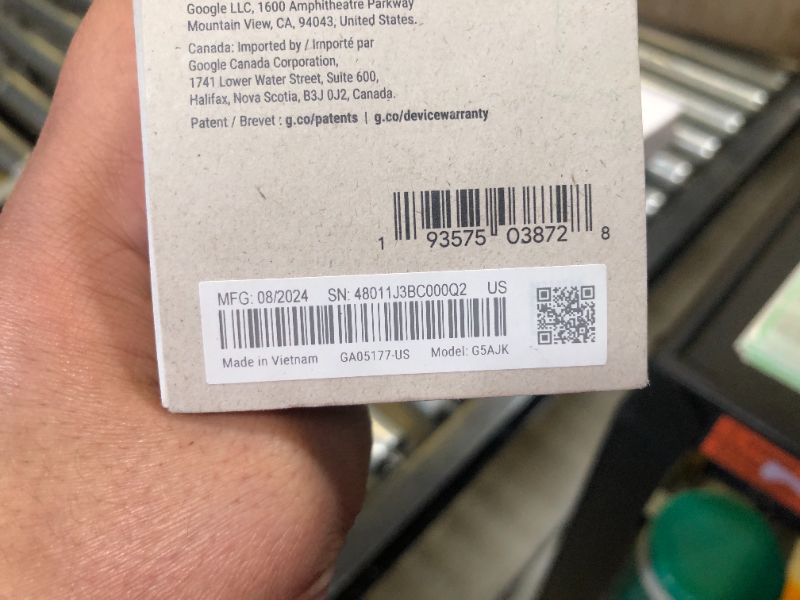 Google LLC, 1600 Amphitheatre Parkway
Mountain View, CA, 94043, United States.
Canada: Imported by / Importé par
Google Canada Corporation,
1741 Lower Water Street, Suite 600,
Halifax, Nova Scotia, B3J 0J2, Canada.
Patent / Brevet : g.co/patents | g.co/devicewarranty
1 93575 03872 8
MFG: 08/2024 SN: 48011J3BC000Q2 US
Made in Vietnam GA05177-US Model: G5AJK